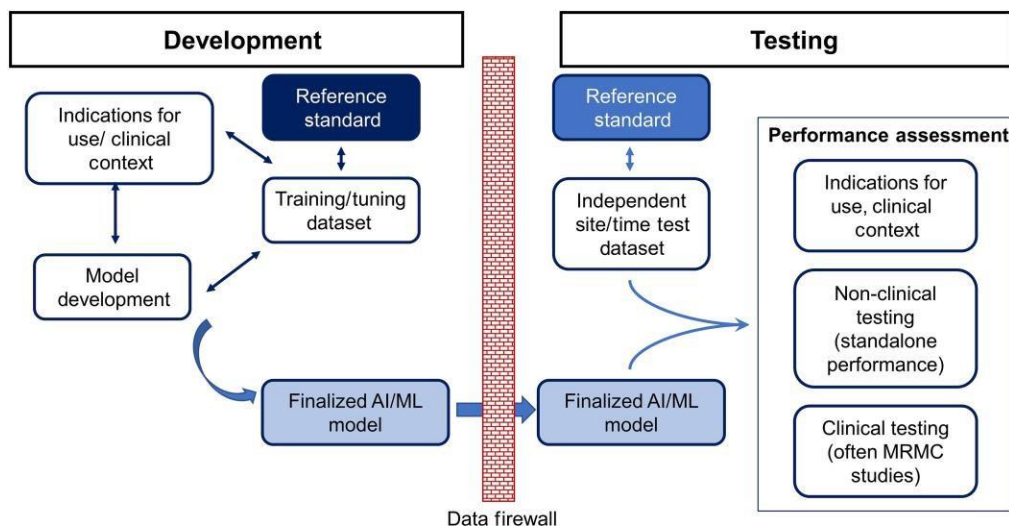 Development
Testing
Indications for
use/ clinical
context
Reference
standard
Training/tuning
dataset
Model
development
Finalized AI/ML
model
Data firewall
Reference
standard
Independent
site/time test
dataset
Finalized AI/ML
model
Performance assessment
Indications for
use, clinical
context
Non-clinical
testing
(standalone
performance)
Clinical testing
(often MRMC
studies)